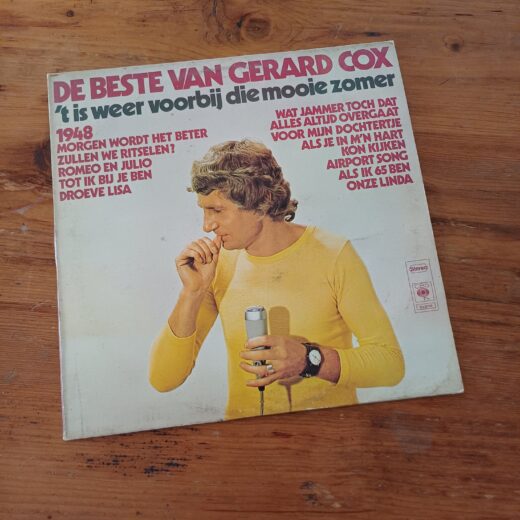 DE BESTE VAN GERARD COX
't is weer voorbij die mooie zomer
1948
MORGEN WORDT HET BETER
ZULLEN WE RITSELEN?
ROMEO EN JULIO
TOT IK BIJ JE BEN
DROEVE LISA
WAT JAMMER TOCH DAT
ALLES ALTIJD OVERGAAT
VOOR MIJN DOCHTERTJE
ALS JE IN M'N HART
KON KIJKEN
AIRPORT SONG
ALS IK 65 BEN
ONZE LINDA
Stereo